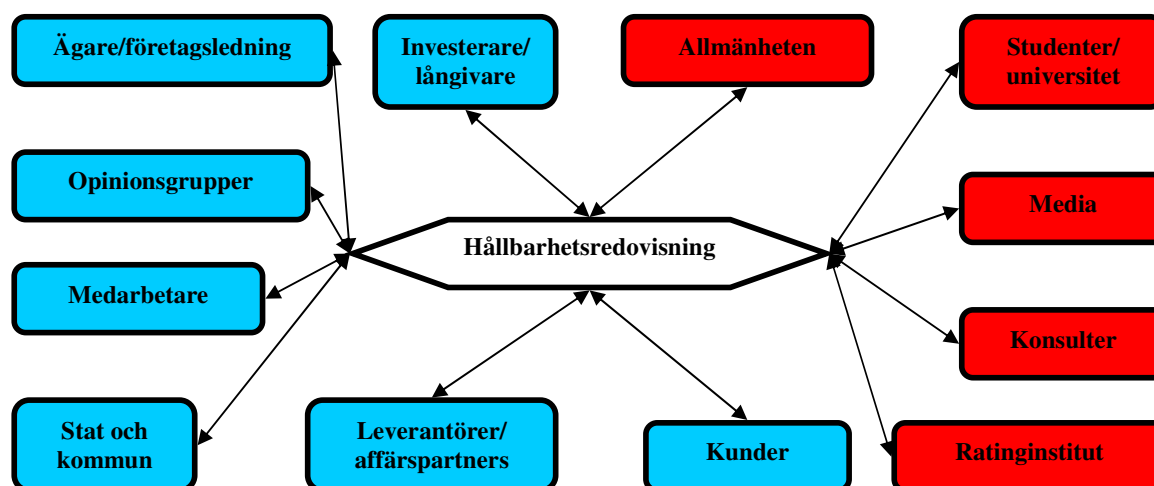 Ägare/företagsledning
Investerare/
långivare
Allmänheten
Studenter/
universitet
Opinionsgrupper
Media
Hållbarhetsredovisning
Medarbetare
Konsulter
Stat och
kommun
Leverantörer/
affärspartners
Kunder
Ratinginstitut